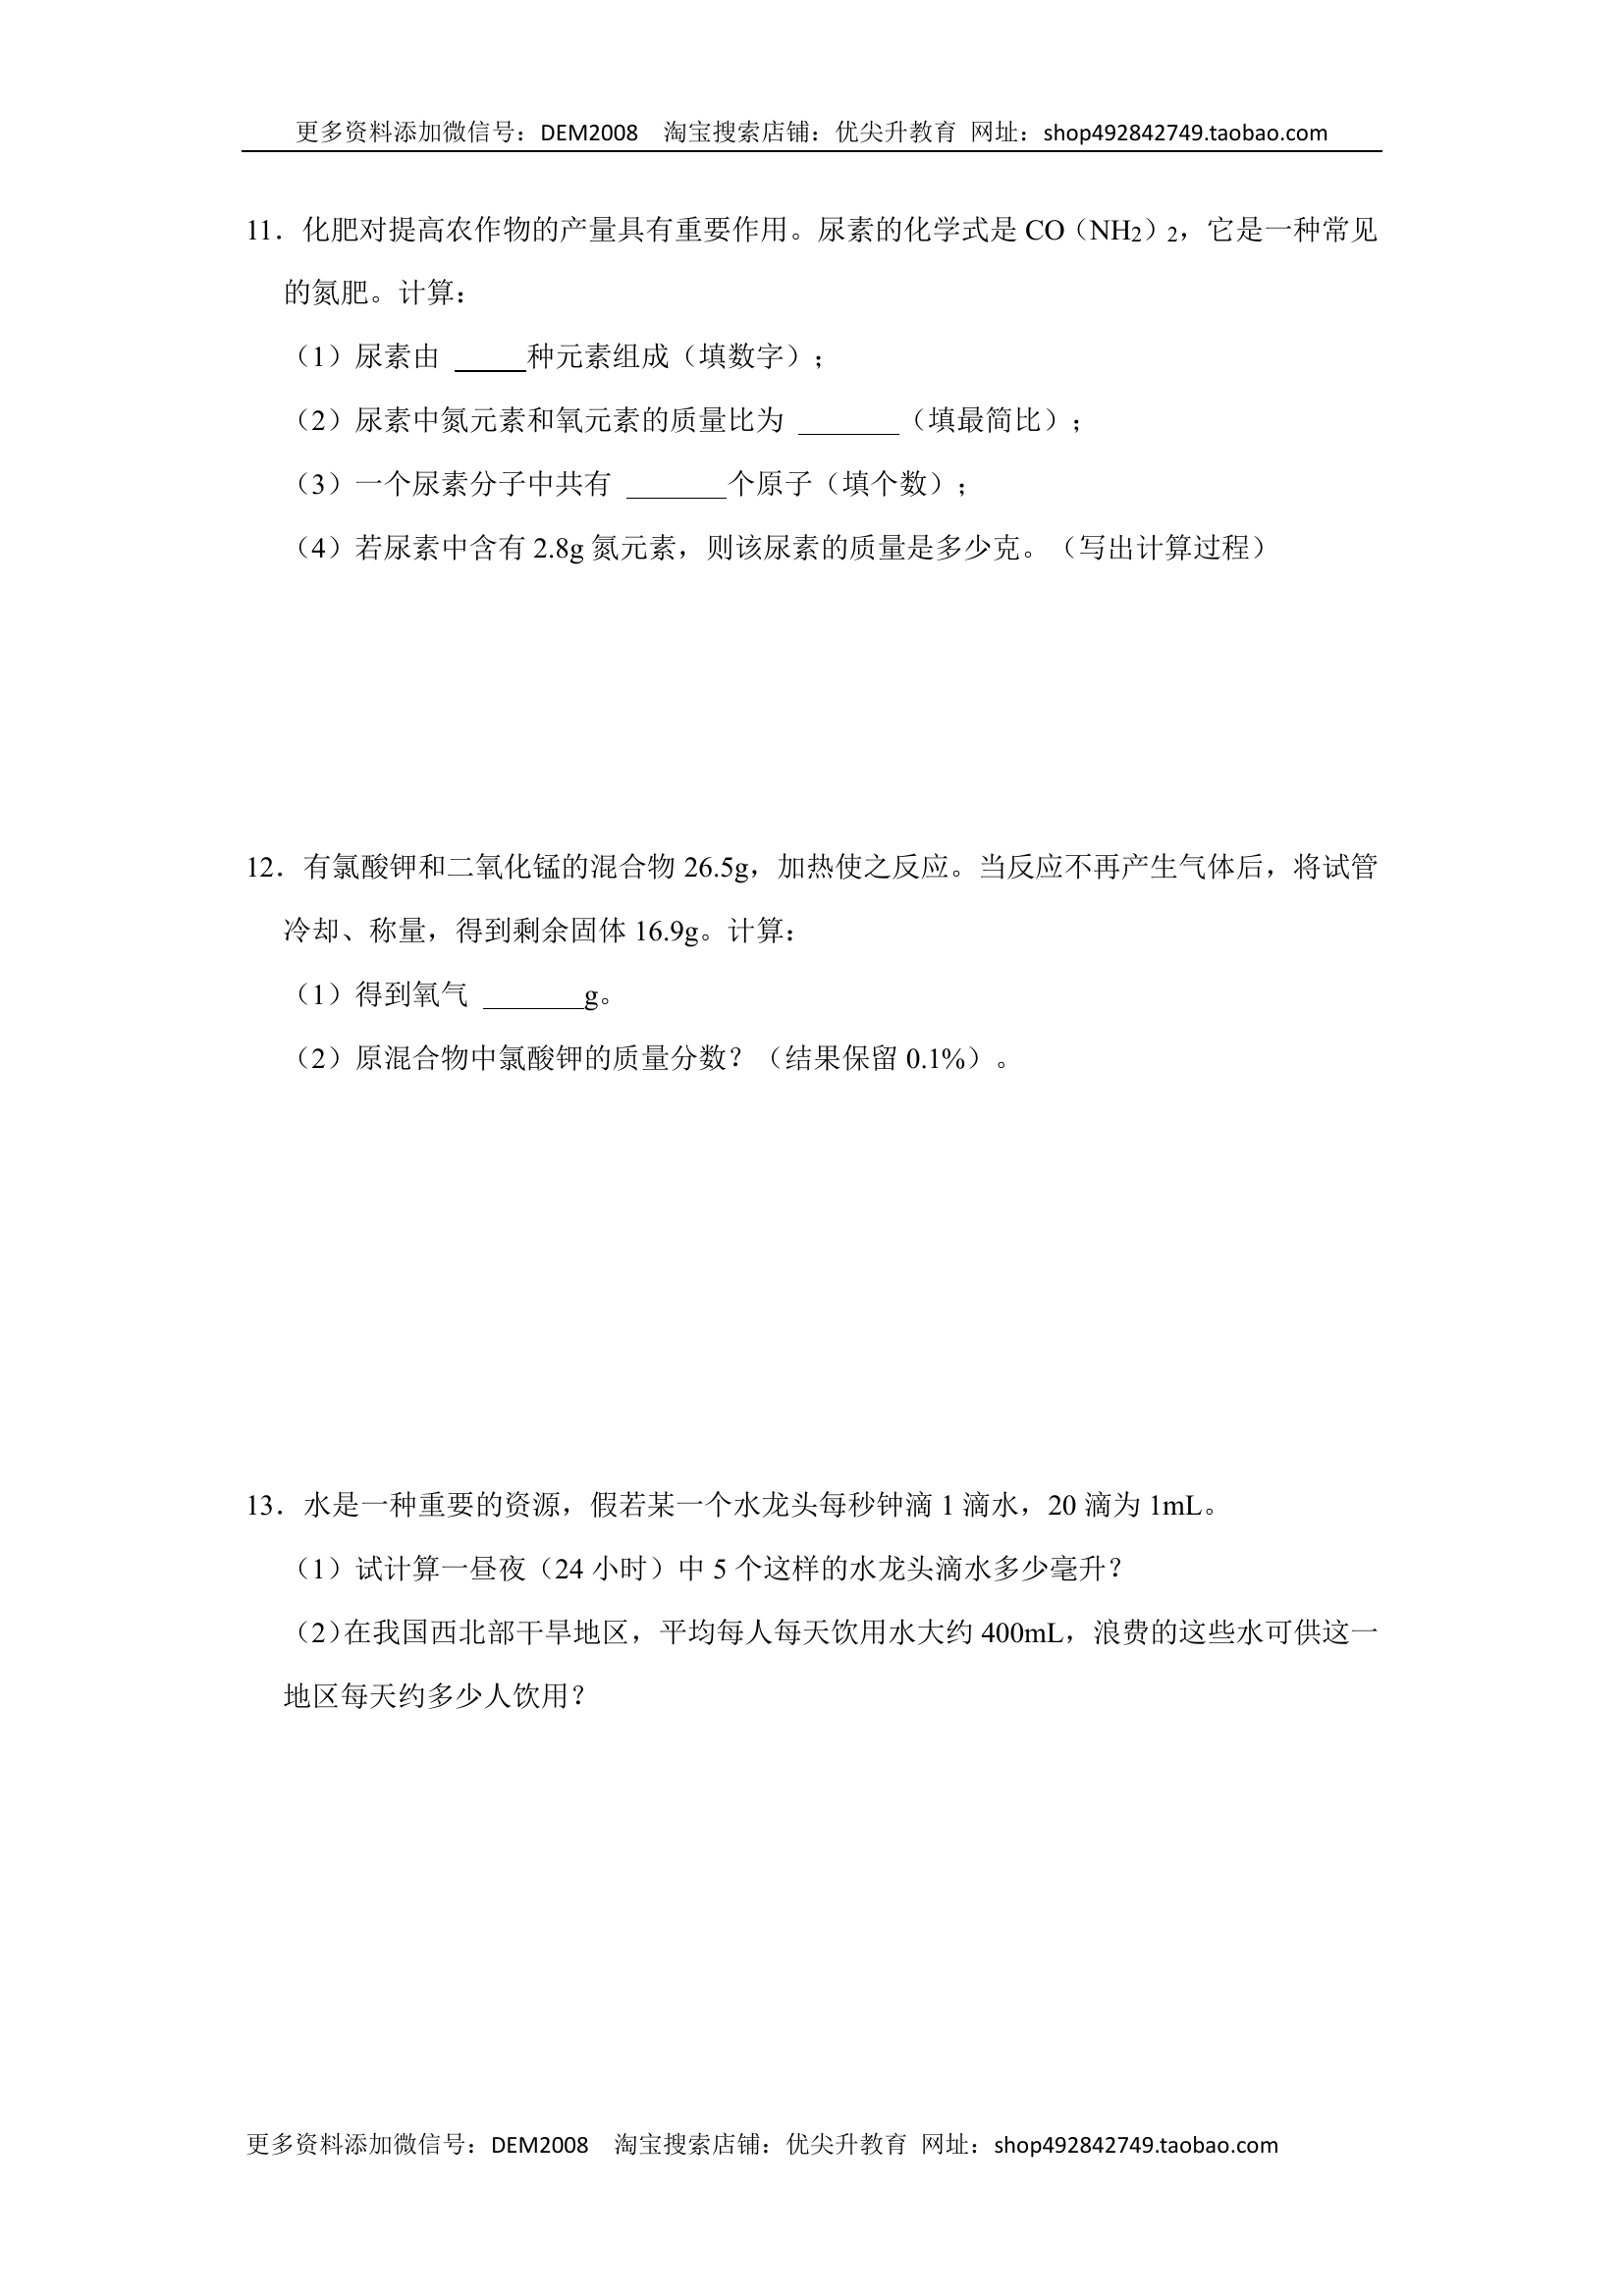 更多资料添加微信号：DEM2008 淘宝搜索店铺：优尖升教育 网址：shop492842749.taobao.com
11．化肥对提高农作物的产量具有重要作用。尿素的化学式是 CO（NH2）2，它是一种常见
的氮肥。计算：
（1）尿素由 _____种元素组成（填数字）；
（2）尿素中氮元素和氧元素的质量比为 _______（填最简比）；
（3）一个尿素分子中共有 _______个原子（填个数）；
（4）若尿素中含有 2.8g 氮元素，则该尿素的质量是多少克。（写出计算过程）
12．有氯酸钾和二氧化锰的混合物 26.5g，加热使之反应。当反应不再产生气体后，将试管
冷却、称量，得到剩余固体 16.9g。计算：
（1）得到氧气 _______g。
（2）原混合物中氯酸钾的质量分数？（结果保留 0.1%）。
13．水是一种重要的资源，假若某一个水龙头每秒钟滴 1 滴水，20 滴为 1mL。
（1）试计算一昼夜（24 小时）中 5 个这样的水龙头滴水多少毫升？
（2）在我国西北部干旱地区，平均每人每天饮用水大约 400mL，浪费的这些水可供这一
地区每天约多少人饮用？
更多资料添加微信号：DEM2008 淘宝搜索店铺：优尖升教育 网址：shop492842749.taobao.com